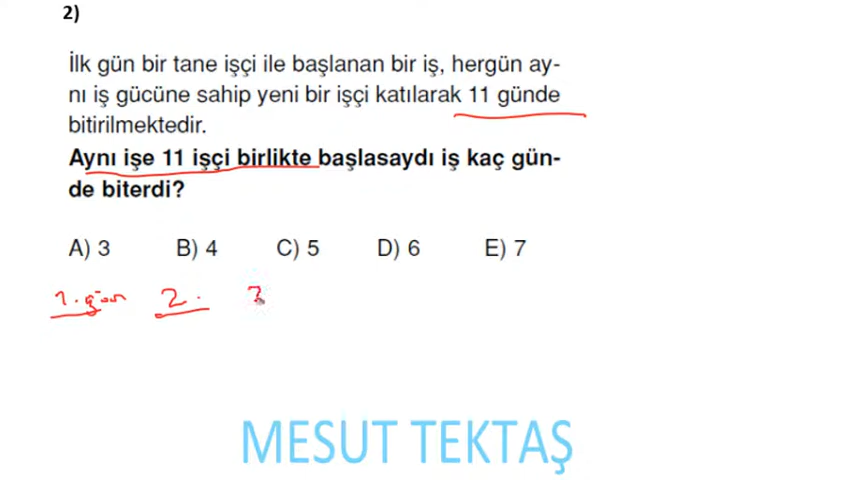 2)
İlk gün bir tane işçi ile başlanan bir iş, hergün ay-
nı iş gücüne sahip yeni bir işçi katılarak 11 günde
bitirilmektedir.
Aynı işe 11 işçi birlikte başlasaydı iş kaç gün-
de biterdi?
A) 3 B) 4 C) 5 D) 6 E) 7
1. gün 2. 3
MESUT TEKTAŞ